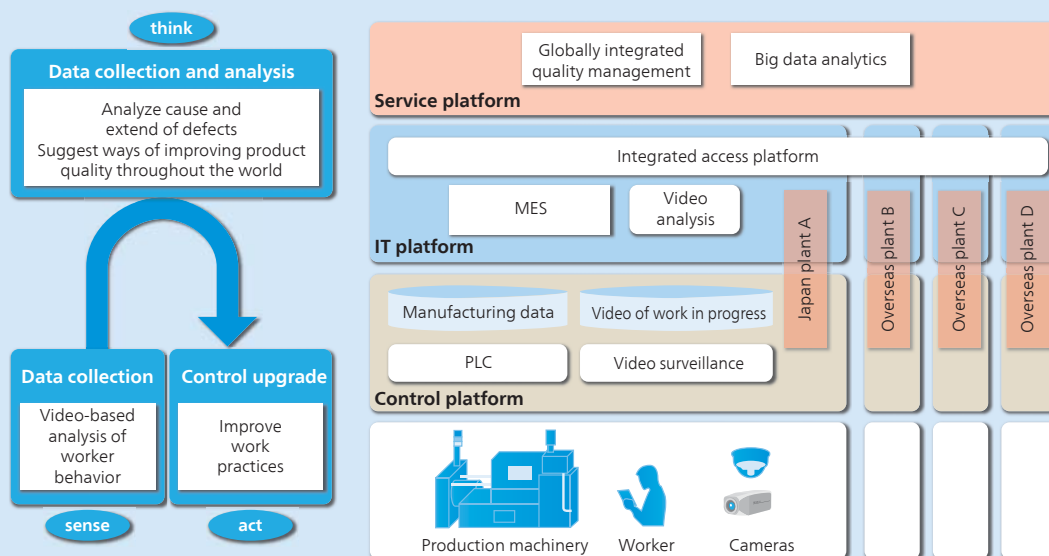 think
Data collection and analysis
Analyze cause and
extend of defects
Suggest ways of improving product
quality throughout the world
Data collection
Video-based
analysis of
worker
behavior
sense
Control upgrade
Improve
work
practices
act
Globally integrated
quality management
Big data analytics
Service platform
Integrated access platform
MES
Video
analysis
IT platform
Manufacturing data
Video of work in progress
PLC
Video surveillance
Control platform
Japan plant A
Overseas plant B
Overseas plant C
Overseas plant D
Production machinery
Worker
Cameras